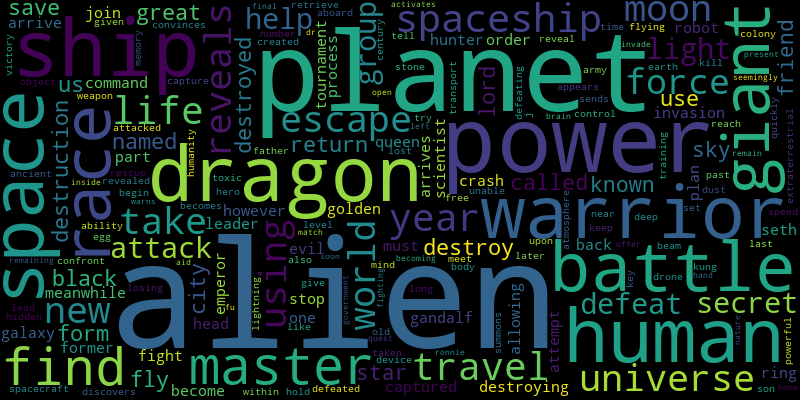 save
arrive
join
given
great
reveals
final
convinces
retrieve
aboard
help
group
century
activates
spaceship
time
flying
moon
robot
colony
giant
friend
victory
ship
memory
number
created
dr
tell
hunter
order
reveal
invade
light
present
seemingly
object
us
command
capture
destroyed
tournament
process
planet
stone
army
earth
kill
force
weapon
open
transport
defeating
appears
sends
lord
use
quickly
space
destruction
race
life
attacked
humanity
escape
try
left
j
brain
control
invasion
reach
extraterrestrial
named
part
rescue
father
lost
return
queen
scientist
power
training
sky
remain
ancient
revealed
begin
warns
inside
toxic
hero
dragon
arrives
crash
unable
free
called
known
plan
past
dust
set
speed
take
becomes
however
leader
golden
year
warrior
atmosphere
near
deep
keep
seth
ability
egg
attack
using
level
match
world
must
destroy
upon
later
back
beam
last
remaining
confront
aid
evil
also
soon
mind
meet
becoming
body
battle
offer
kung
hand
black
meanwhile
losing
city
emperor
lightning
give
stop
government
fighting
long
alien
allowing
key
drone
defeat
secret
lead
hidden
new
form
fu
head
one
like
old
quest
gandalf
summons
attempt
human
nature
powerful
galaxy
former
fight
taken
device
ronnie
star
travel
universe
ring
find
spacecraft
discovers
fly
become
master
within
hold
defeated
captured
destroying
son
home